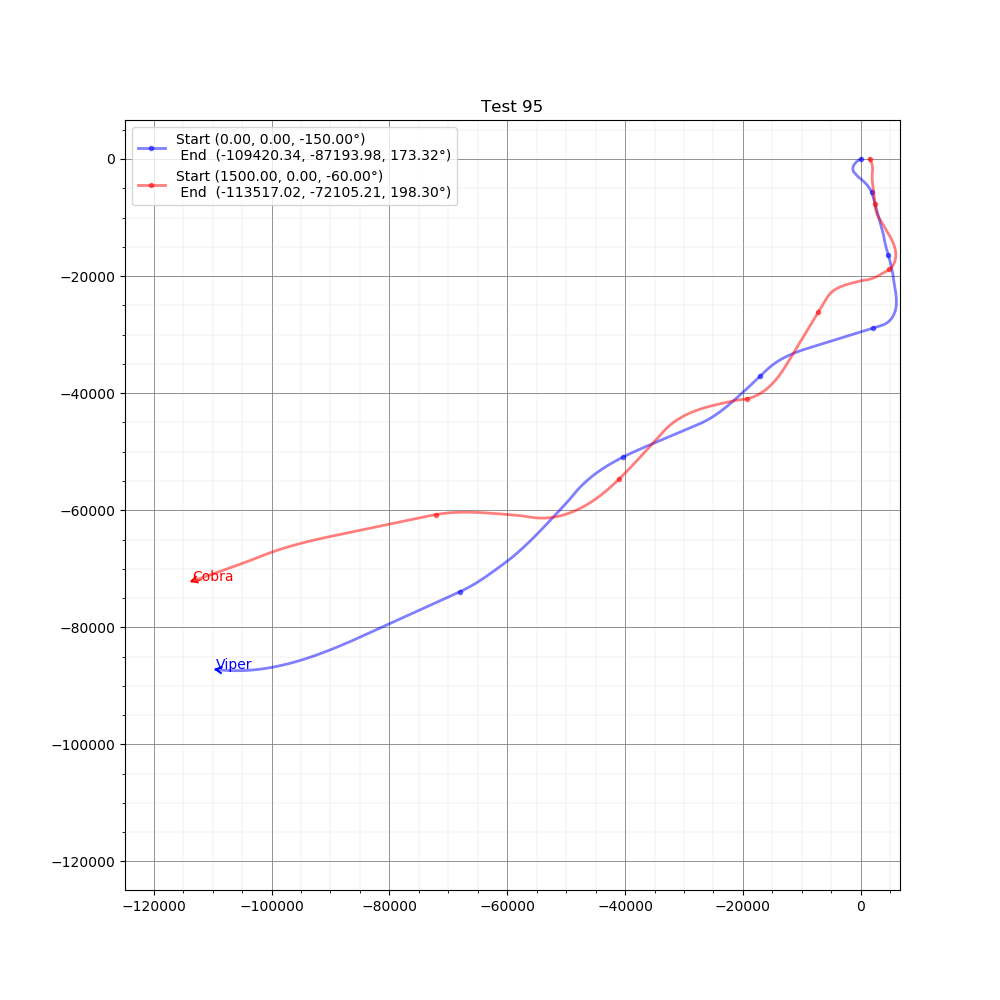 Test 95
Start (0.00, 0.00, -150.00°)
End (-109420.34, -87193.98, 173.32°)
Start (1500.00, 0.00, -60.00°)
End (-113517.02, -72105.21, 198.30°)
0
−20000
−40000
−60000
−80000
−100000
−120000
Cobra
Viper
−120000 −100000 −80000 −60000 −40000 −20000 0